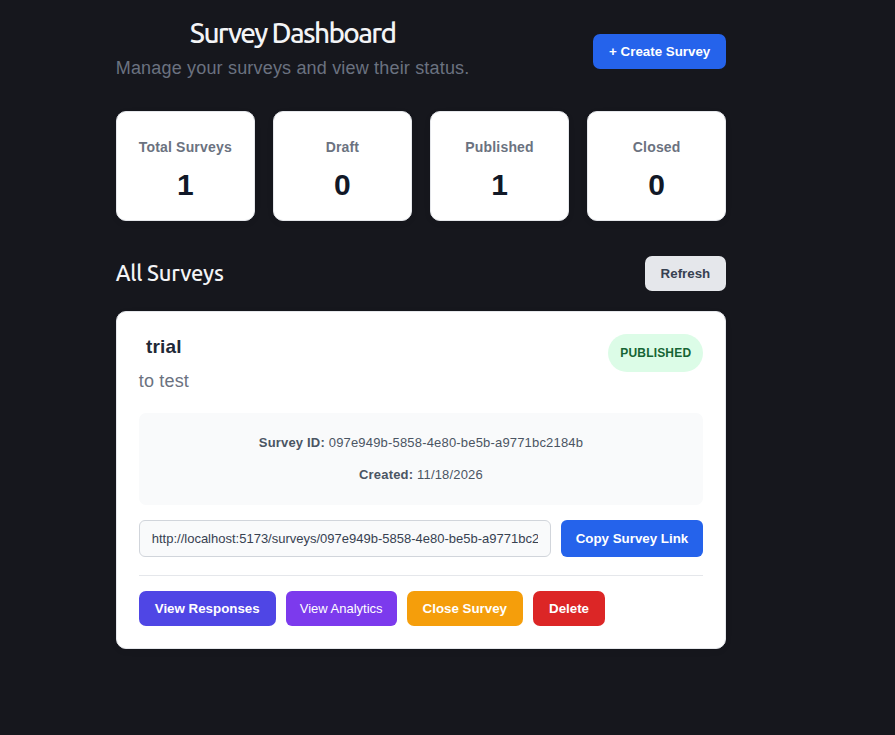 Survey Dashboard
Manage your surveys and view their status.
+ Create Survey
Total Surveys
1
Draft
0
Published
1
Closed
0
All Surveys
Refresh
trial
PUBLISHED
to test
Survey ID: 097e949b-5858-4e80-be5b-a9771bc2184b
Created: 11/18/2026
http://localhost:5173/surveys/097e949b-5858-4e80-be5b-a9771bc2
Copy Survey Link
View Responses
View Analytics
Close Survey
Delete